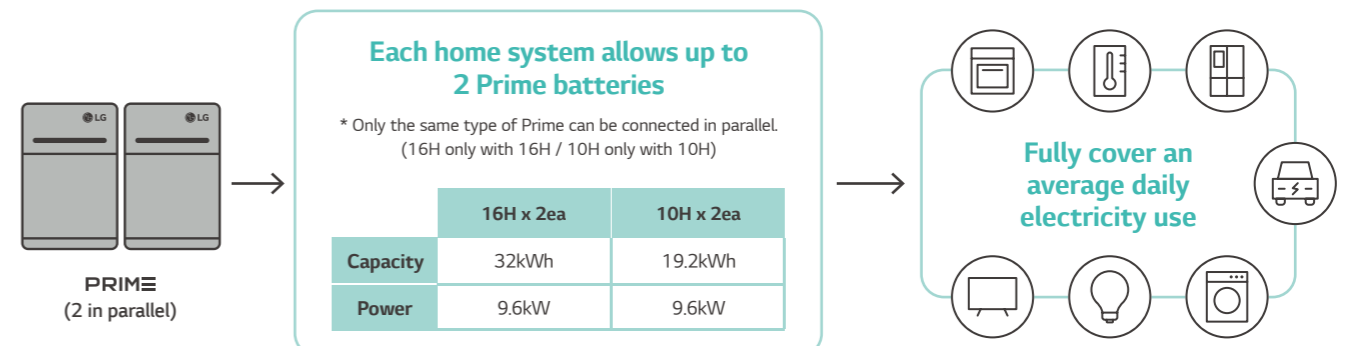 LG
LG
PRIME
(2 in parallel)
Each home system allows up to
2 Prime batteries
* Only the same type of Prime can be connected in parallel.
(16H only with 16H / 10H only with 10H)
16H x 2ea 10H x 2ea
Capacity 32kWh 19.2kWh
Power 9.6kW 9.6kW
Fully cover an
average daily
electricity use